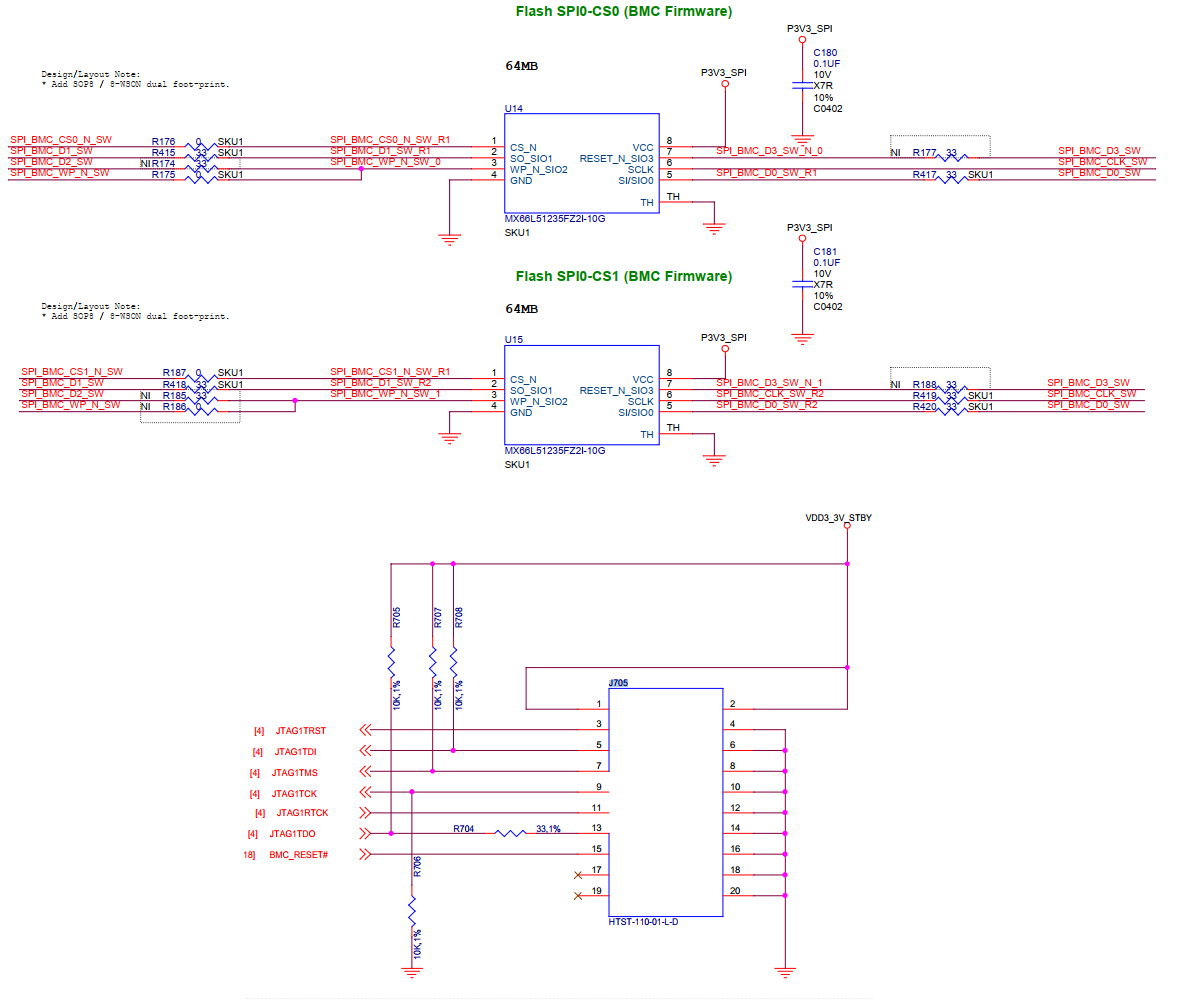 Flash SPI0-CS0 (BMC Firmware)
P3V3_SPI
C180
0.1UF
10V
X7R
10%
C0402
64MB
P3V3_SPI
Design/Layout Note:
* Add SOP8 / 8-WSON dual foot-print.
U14
SPI_BMC_CS0_N_SW R176 0 SKU1 SPI_BMC_CS0_N_SW_R1 1 CS_N VCC 8
SPI_BMC_D1_SW R415 33 SKU1 SPI_BMC_D1_SW_R1 2 SO_SIO1 RESET_N_SIO3 7 SPI_BMC_D3_SW_N_0 NI R177 33 SPI_BMC_D3_SW
SPI_BMC_D2_SW NI R174 33 SPI_BMC_WP_N_SW_0 3 WP_N_SIO2 SCLK 6 SPI_BMC_CLK_SW
SPI_BMC_WP_N_SW R175 0 SKU1 4 GND SI/SIO0 5 SPI_BMC_D0_SW_R1 R417 33 SKU1 SPI_BMC_D0_SW
TH TH
MX66L51235FZ2I-10G
SKU1
P3V3_SPI
C181
0.1UF
10V
X7R
10%
C0402
Flash SPI0-CS1 (BMC Firmware)
64MB
Design/Layout Note:
* Add SOP8 / 8-WSON dual foot-print.
P3V3_SPI
U15
SPI_BMC_CS1_N_SW R187 0 SKU1 SPI_BMC_CS1_N_SW_R1 1 CS_N VCC 8
SPI_BMC_D1_SW R418 33 SKU1 SPI_BMC_D1_SW_R2 2 SO_SIO1 RESET_N_SIO3 7 SPI_BMC_D3_SW_N_1 NI R188 33 SPI_BMC_D3_SW
SPI_BMC_D2_SW NI R185 33 SPI_BMC_WP_N_SW_1 3 WP_N_SIO2 SCLK 6 SPI_BMC_CLK_SW_R2 R419 33 SKU1 SPI_BMC_CLK_SW
SPI_BMC_WP_N_SW NI R186 0 4 GND SI/SIO0 5 SPI_BMC_D0_SW_R2 R420 33 SKU1 SPI_BMC_D0_SW
TH TH
MX66L51235FZ2I-10G
SKU1
VDD3_3V_STBY
R705 R707 R708
10K,1% 10K,1% 10K,1%
J705
1 2
[4] JTAG1TRST 3 4
[4] JTAG1TDI 5 6
[4] JTAG1TMS 7 8
[4] JTAG1TCK 9 10
[4] JTAG1RTCK 11 12
[4] JTAG1TDO R704 33,1% 13 14
18] BMC_RESET# 15 16
R706
17 18
19 20
10K,1%
HTST-110-01-L-D